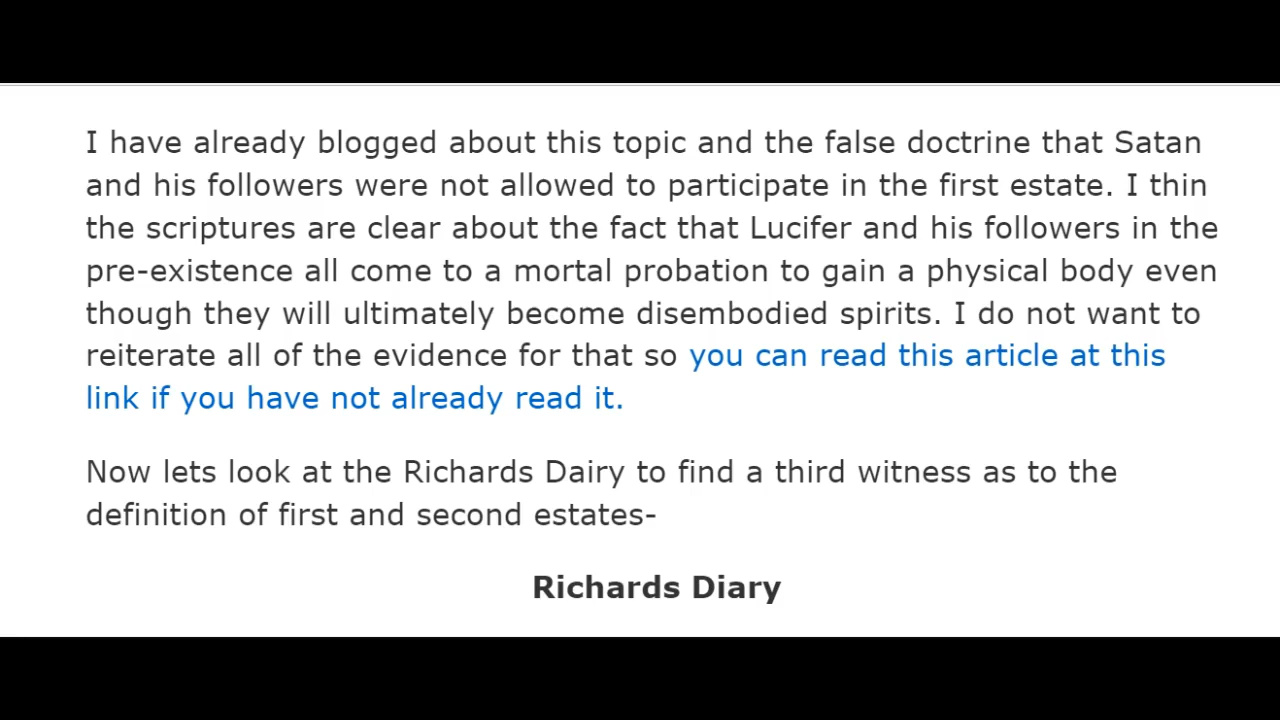 I have already blogged about this topic and the false doctrine that Satan
and his followers were not allowed to participate in the first estate. I thin
the scriptures are clear about the fact that Lucifer and his followers in the
pre-existence all come to a mortal probation to gain a physical body even
though they will ultimately become disembodied spirits. I do not want to
reiterate all of the evidence for that so you can read this article at this
link if you have not already read it.
Now lets look at the Richards Dairy to find a third witness as to the
definition of first and second estates-
Richards Diary